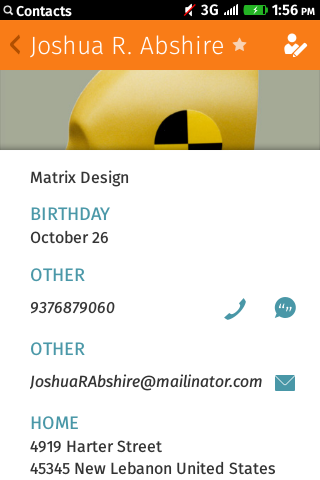 Contacts 3G 1:56 PM
Joshua R. Abshire
Matrix Design
BIRTHDAY
October 26
OTHER
9376879060
OTHER
JoshuaRAbshire@mailinator.com
HOME
4919 Harter Street
45345 New Lebanon United States